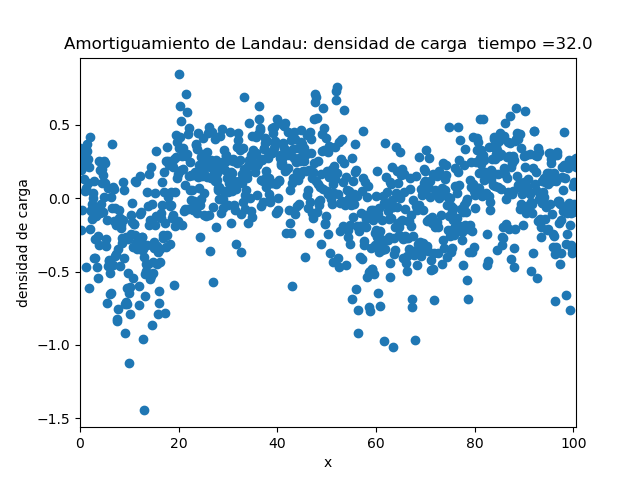 Amortiguamiento de Landau: densidad de carga  tiempo =32.0
densidad de carga
0.5
0.0
−0.5
−1.0
−1.5
0 20 40 60 80 100
x